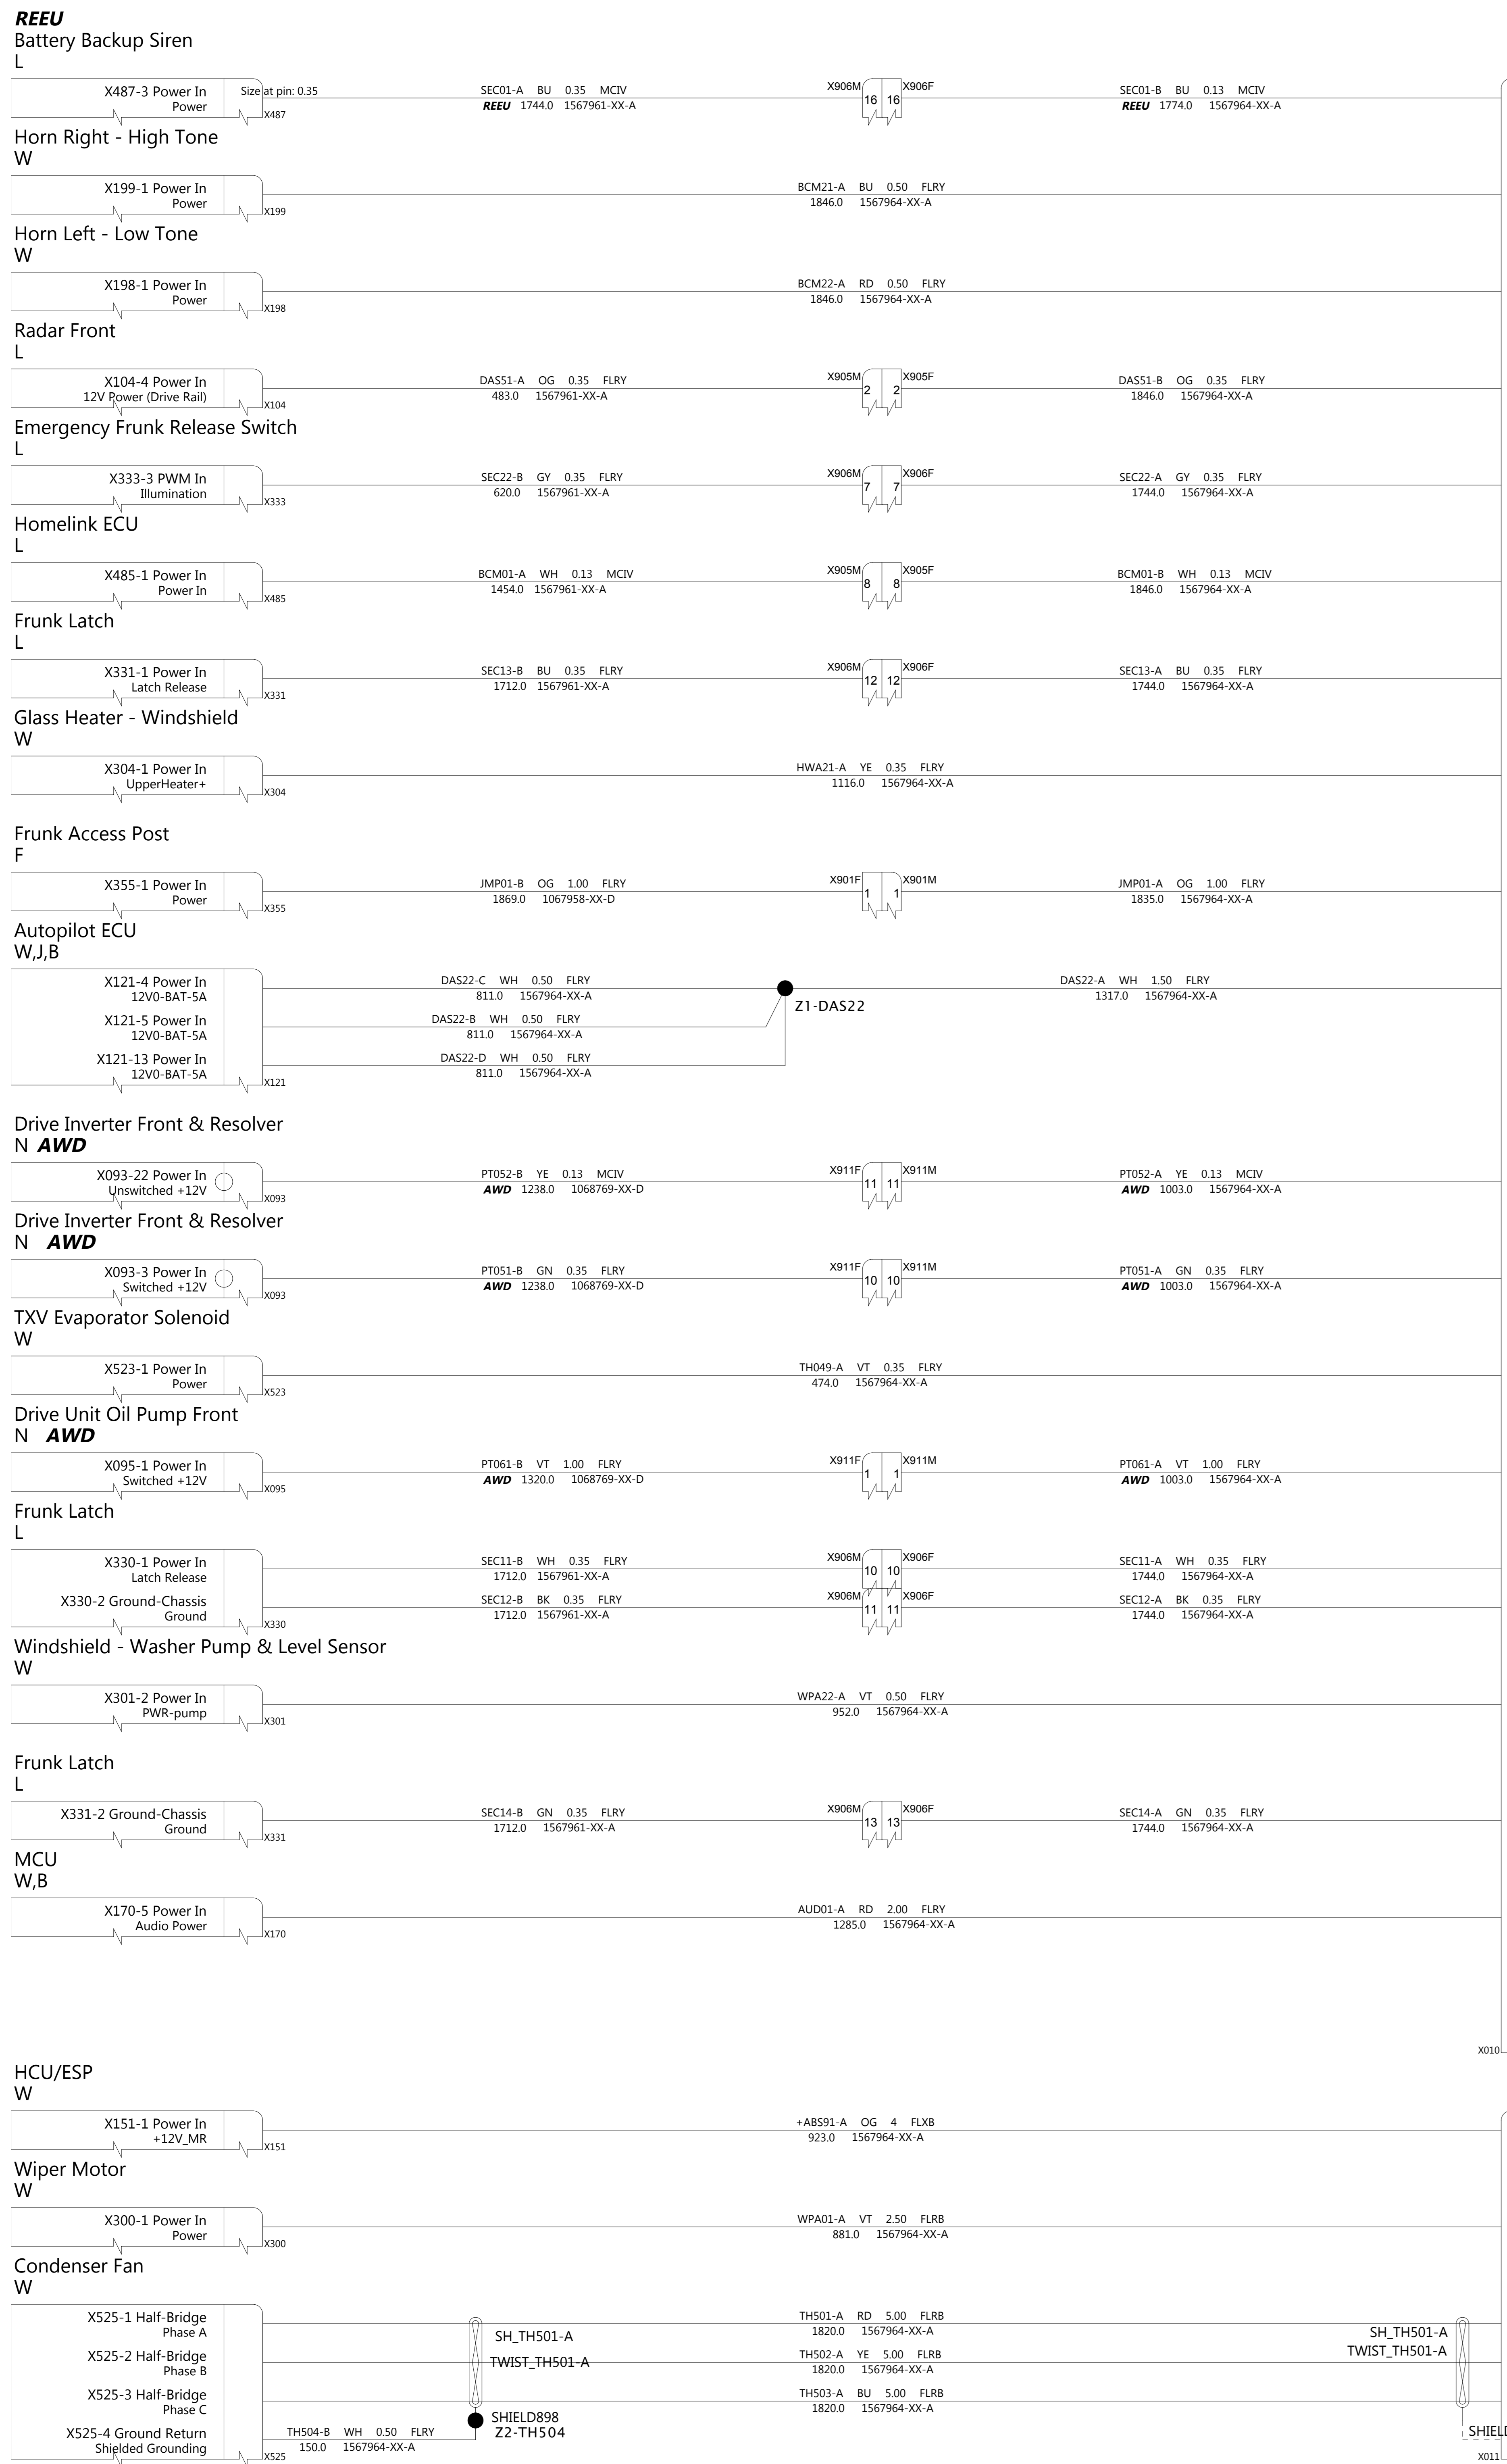 REEU
Battery Backup Siren
L
X487-3 Power In
Power
Size at pin: 0.35
X487
SEC01-A BU 0.35 MCIV
REEU 1744.0 1567961-XX-A
X906M 16 16 X906F
SEC01-B BU 0.13 MCIV
REEU 1774.0 1567964-XX-A
Horn Right - High Tone
W
X199-1 Power In
Power
X199
BCM21-A BU 0.50 FLRY
1846.0 1567964-XX-A
Horn Left - Low Tone
W
X198-1 Power In
Power
X198
BCM22-A RD 0.50 FLRY
1846.0 1567964-XX-A
Radar Front
L
X104-4 Power In
12V Power (Drive Rail)
X104
DAS51-A OG 0.35 FLRY
483.0 1567961-XX-A
X905M 2 2 X905F
DAS51-B OG 0.35 FLRY
1846.0 1567964-XX-A
Emergency Frunk Release Switch
L
X333-3 PWM In
Illumination
X333
SEC22-B GY 0.35 FLRY
620.0 1567961-XX-A
X906M 7 7 X906F
SEC22-A GY 0.35 FLRY
1744.0 1567964-XX-A
Homelink ECU
L
X485-1 Power In
Power In
X485
BCM01-A WH 0.13 MCIV
1454.0 1567961-XX-A
X905M 8 8 X905F
BCM01-B WH 0.13 MCIV
1846.0 1567964-XX-A
Frunk Latch
L
X331-1 Power In
Latch Release
X331
SEC13-B BU 0.35 FLRY
1712.0 1567961-XX-A
X906M 12 12 X906F
SEC13-A BU 0.35 FLRY
1744.0 1567964-XX-A
Glass Heater - Windshield
W
X304-1 Power In
UpperHeater+
X304
HWA21-A YE 0.35 FLRY
1116.0 1567964-XX-A
Frunk Access Post
F
X355-1 Power In
Power
X355
JMP01-B OG 1.00 FLRY
1869.0 1067958-XX-D
X901F 1 1 X901M
JMP01-A OG 1.00 FLRY
1835.0 1567964-XX-A
Autopilot ECU
W,J,B
X121-4 Power In
12V0-BAT-5A
DAS22-C WH 0.50 FLRY
811.0 1567964-XX-A
Z1-DAS22
DAS22-A WH 1.50 FLRY
1317.0 1567964-XX-A
X121-5 Power In
12V0-BAT-5A
DAS22-B WH 0.50 FLRY
811.0 1567964-XX-A
X121-13 Power In
12V0-BAT-5A
X121
DAS22-D WH 0.50 FLRY
811.0 1567964-XX-A
Drive Inverter Front & Resolver
N AWD
X093-22 Power In
Unswitched +12V
X093
PT052-B YE 0.13 MCIV
AWD 1238.0 1068769-XX-D
X911F 11 11 X911M
PT052-A YE 0.13 MCIV
AWD 1003.0 1567964-XX-A
Drive Inverter Front & Resolver
N AWD
X093-3 Power In
Switched +12V
X093
PT051-B GN 0.35 FLRY
AWD 1238.0 1068769-XX-D
X911F 10 10 X911M
PT051-A GN 0.35 FLRY
AWD 1003.0 1567964-XX-A
TXV Evaporator Solenoid
W
X523-1 Power In
Power
X523
TH049-A VT 0.35 FLRY
474.0 1567964-XX-A
Drive Unit Oil Pump Front
N AWD
X095-1 Power In
Switched +12V
X095
PT061-B VT 1.00 FLRY
AWD 1320.0 1068769-XX-D
X911F 1 1 X911M
PT061-A VT 1.00 FLRY
AWD 1003.0 1567964-XX-A
Frunk Latch
L
X330-1 Power In
Latch Release
SEC11-B WH 0.35 FLRY
1712.0 1567961-XX-A
X906M 10 10 X906F
SEC11-A WH 0.35 FLRY
1744.0 1567964-XX-A
X330-2 Ground-Chassis
Ground
X330
SEC12-B BK 0.35 FLRY
1712.0 1567961-XX-A
X906M 11 11 X906F
SEC12-A BK 0.35 FLRY
1744.0 1567964-XX-A
Windshield - Washer Pump & Level Sensor
W
X301-2 Power In
PWR-pump
X301
WPA22-A VT 0.50 FLRY
952.0 1567964-XX-A
Frunk Latch
L
X331-2 Ground-Chassis
Ground
X331
SEC14-B GN 0.35 FLRY
1712.0 1567961-XX-A
X906M 13 13 X906F
SEC14-A GN 0.35 FLRY
1744.0 1567964-XX-A
MCU
W,B
X170-5 Power In
Audio Power
X170
AUD01-A RD 2.00 FLRY
1285.0 1567964-XX-A
X010
HCU/ESP
W
X151-1 Power In
+12V_MR
X151
+ABS91-A OG 4 FLXB
923.0 1567964-XX-A
Wiper Motor
W
X300-1 Power In
Power
X300
WPA01-A VT 2.50 FLRB
881.0 1567964-XX-A
Condenser Fan
W
X525-1 Half-Bridge
Phase A
TH501-A RD 5.00 FLRB
1820.0 1567964-XX-A
SH_TH501-A
TWIST_TH501-A
SH_TH501-A
TWIST_TH501-A
X525-2 Half-Bridge
Phase B
TH502-A YE 5.00 FLRB
1820.0 1567964-XX-A
X525-3 Half-Bridge
Phase C
TH503-A BU 5.00 FLRB
1820.0 1567964-XX-A
SHIELD898
Z2-TH504
X525-4 Ground Return
Shielded Grounding
X525
TH504-B WH 0.50 FLRY
150.0 1567964-XX-A
SHIELD
X011